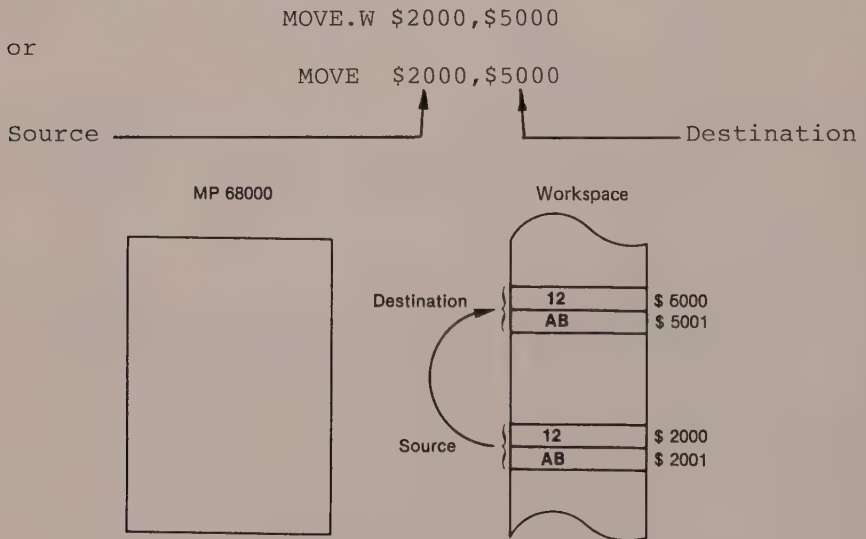 MOVE.W $2000,$5000
or
MOVE $2000,$5000
Source Destination
MP 68000 Workspace
Destination 12 $ 6000
AB $ 5001
Source 12 $ 2000
AB $ 2001